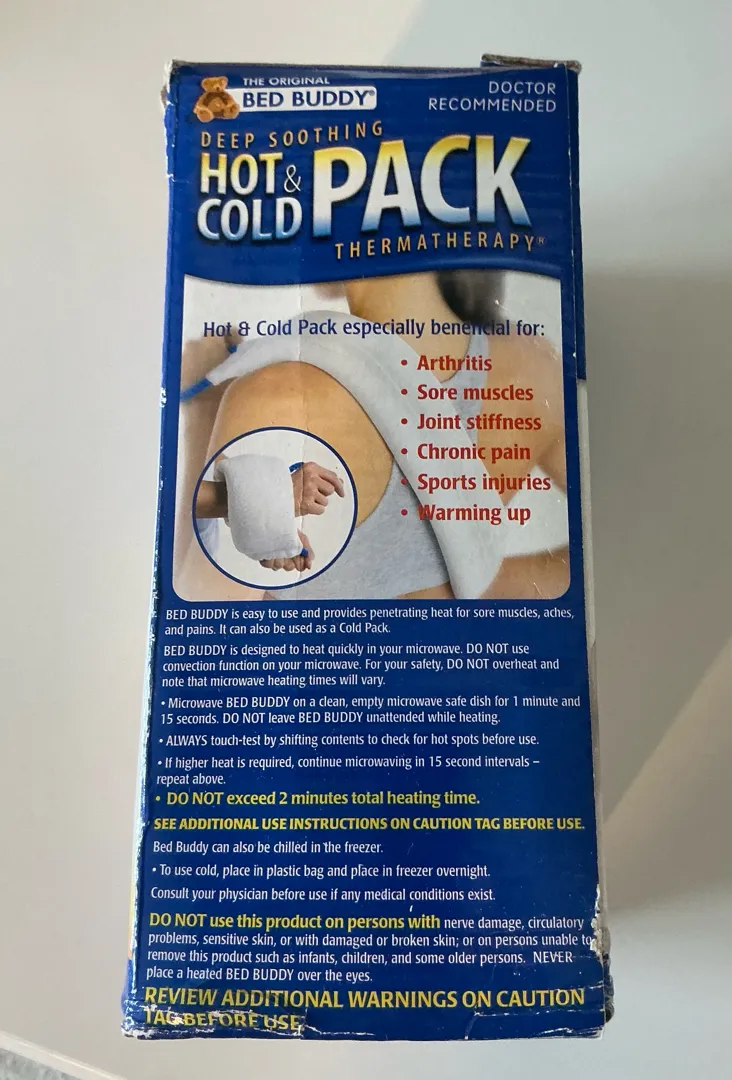 THE ORIGINAL
BED BUDDY®
DOCTOR
RECOMMENDED
DEEP SOOTHING
HOT &
COLD
PACK
THERMATHERAPY
Hot & Cold Pack especially beneficial for:
• Arthritis
• Sore muscles
• Joint stiffness
• Chronic pain
• Sports injuries
• Warming up
BED BUDDY is easy to use and provides penetrating heat for sore muscles, aches,
and pains. It can also be used as a Cold Pack.
BED BUDDY is designed to heat quickly in your microwave. DO NOT use
convection function on your microwave. For your safety, DO NOT overheat and
note that microwave heating times will vary.
• Microwave BED BUDDY on a clean, empty microwave safe dish for 1 minute and
15 seconds. DO NOT leave BED BUDDY unattended while heating.
• ALWAYS touch-test by shifting contents to check for hot spots before use.
• If higher heat is required, continue microwaving in 15 second intervals –
repeat above.
• DO NOT exceed 2 minutes total heating time.
SEE ADDITIONAL USE INSTRUCTIONS ON CAUTION TAG BEFORE USE.
Bed Buddy can also be chilled in the freezer.
• To use cold, place in plastic bag and place in freezer overnight.
Consult your physician before use if any medical conditions exist.
DO NOT use this product on persons with nerve damage, circulatory
problems, sensitive skin, or with damaged or broken skin; or on persons unable to
remove this product such as infants, children, and some older persons. NEVER
place a heated BED BUDDY over the eyes.
REVIEW ADDITIONAL WARNINGS ON CAUTION
TAG BEFORE USE